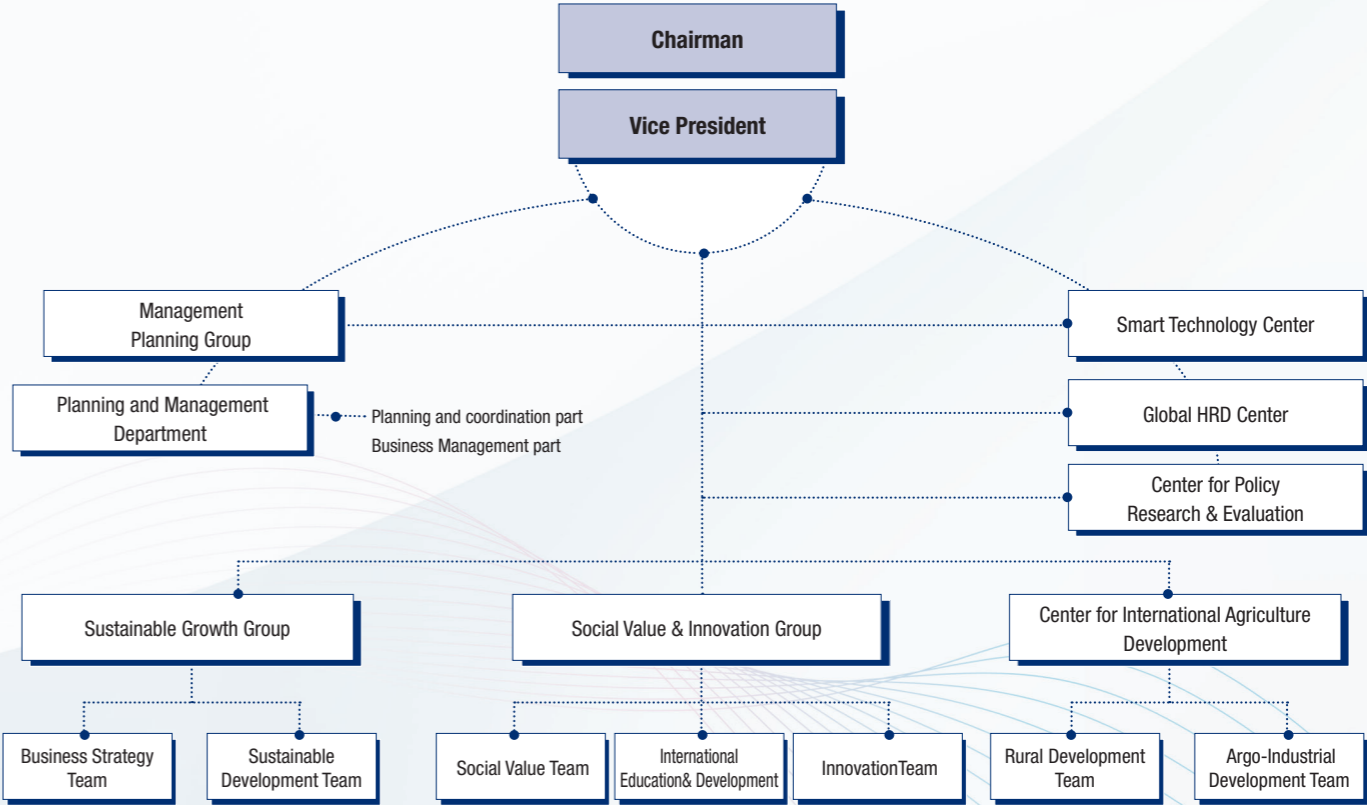 Chairman
Vice President
Management
Planning Group
Smart Technology Center
Planning and Management
Department
Planning and coordination part
Business Management part
Global HRD Center
Center for Policy
Research & Evaluation
Sustainable Growth Group
Social Value & Innovation Group
Center for International Agriculture
Development
Business Strategy
Team
Sustainable
Development Team
Social Value Team
International
Education& Development
InnovationTeam
Rural Development
Team
Argo-Industrial
Development Team